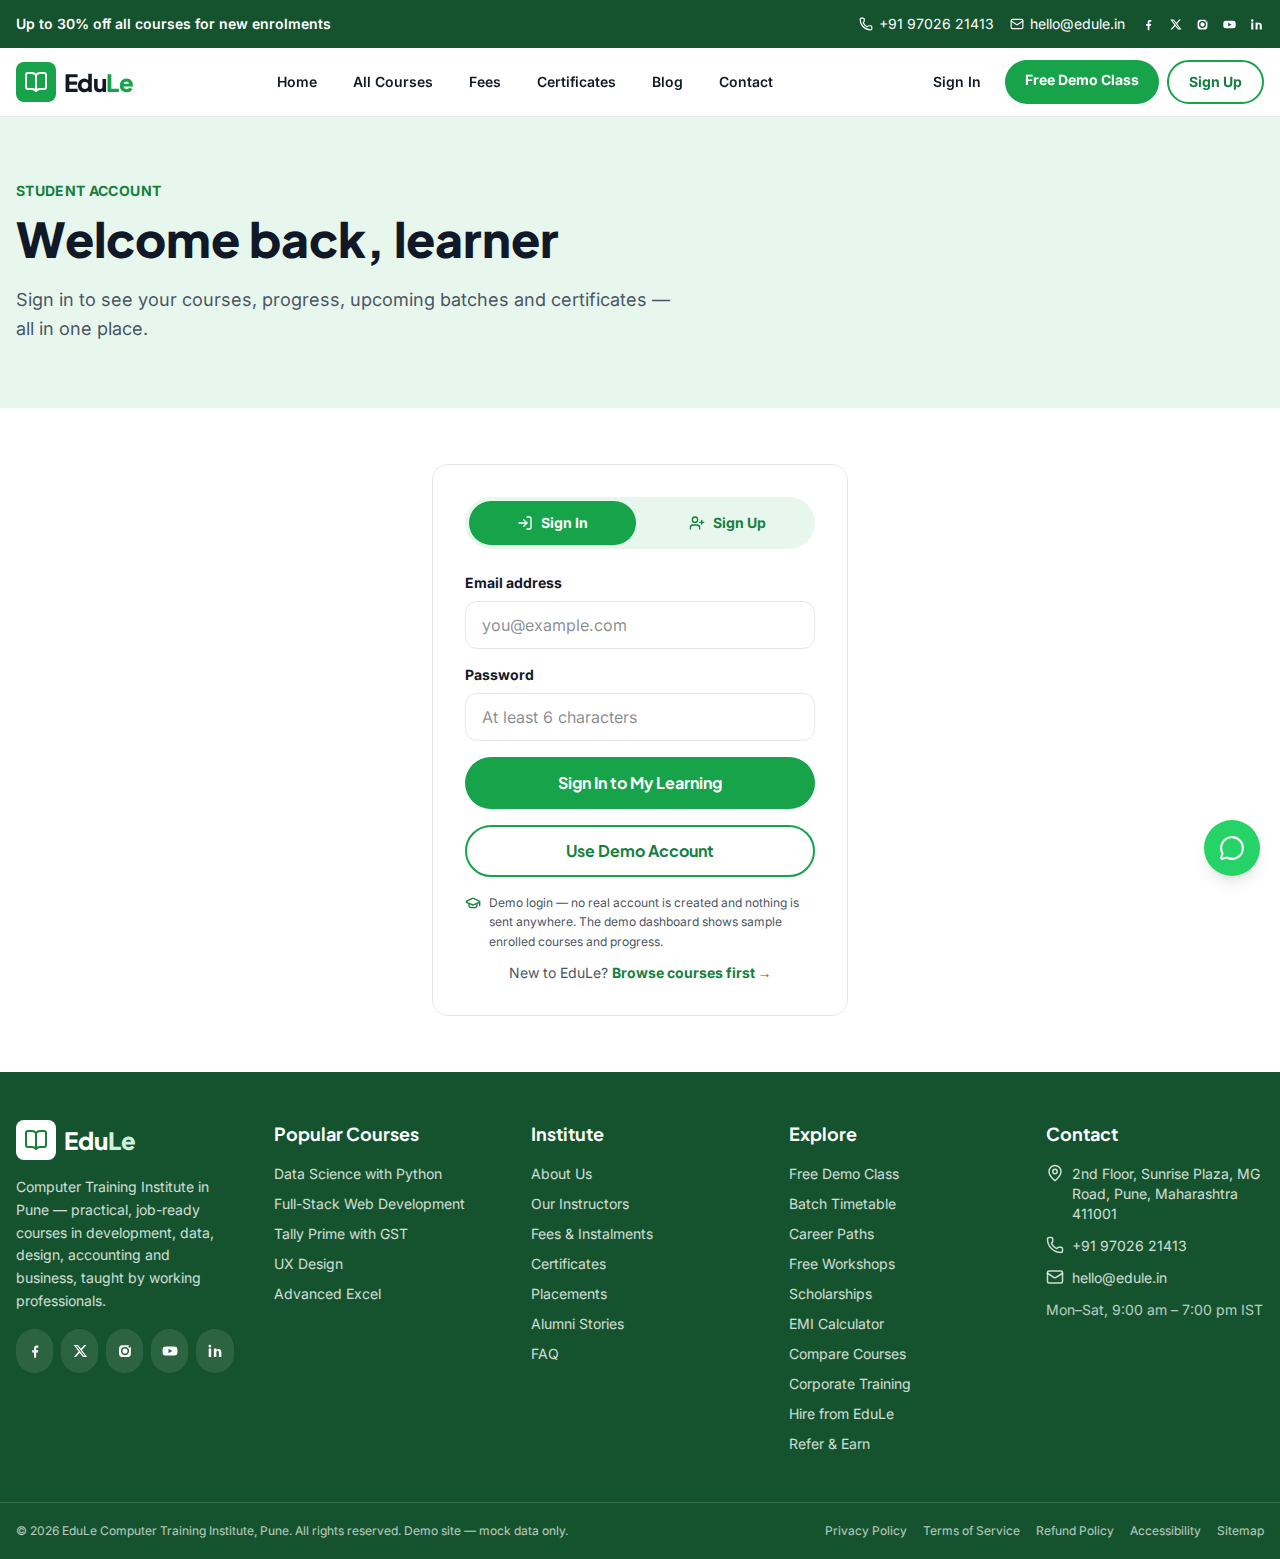 Up to 30% off all courses for new enrolments
+91 97026 21413
hello@edule.in
EduLe
Home
All Courses
Fees
Certificates
Blog
Contact
Sign In
Free Demo Class
Sign Up
STUDENT ACCOUNT
Welcome back, learner
Sign in to see your courses, progress, upcoming batches and certificates —
all in one place.
Sign In
Sign Up
Email address
you@example.com
Password
At least 6 characters
Sign In to My Learning
Use Demo Account
Demo login — no real account is created and nothing is
sent anywhere. The demo dashboard shows sample
enrolled courses and progress.
New to EduLe? Browse courses first →
EduLe
Computer Training Institute in
Pune — practical, job-ready
courses in development, data,
design, accounting and
business, taught by working
professionals.
Popular Courses
Data Science with Python
Full-Stack Web Development
Tally Prime with GST
UX Design
Advanced Excel
Institute
About Us
Our Instructors
Fees & Instalments
Certificates
Placements
Alumni Stories
FAQ
Explore
Free Demo Class
Batch Timetable
Career Paths
Free Workshops
Scholarships
EMI Calculator
Compare Courses
Corporate Training
Hire from EduLe
Refer & Earn
Contact
2nd Floor, Sunrise Plaza, MG
Road, Pune, Maharashtra
411001
+91 97026 21413
hello@edule.in
Mon–Sat, 9:00 am – 7:00 pm IST
© 2026 EduLe Computer Training Institute, Pune. All rights reserved. Demo site — mock data only.
Privacy Policy
Terms of Service
Refund Policy
Accessibility
Sitemap